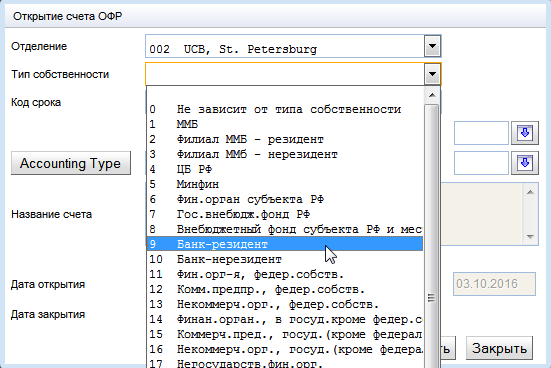 Открытие счета ОФР
Отделение
002 UCB, St. Petersburg
Тип собственности
Код срока
0 Не зависит от типа собственности
1 ММБ
2 Филиал ММБ - резидент
3 Филиал ММб - нерезидент
Accounting Type
4 ЦБ РФ
5 Минфин
6 Фин.орган субъекта РФ
Название счета
7 Гос.внебюдж.фонд РФ
8 Внебюджетный фонд субъекта РФ и мес
9 Банк-резидент
10 Банк-нерезидент
11 Фин.орг-я, федер.собств.
Дата открытия
03.10.2016
12 Комм.предпр., федер.собств.
13 Некоммерч.орг., федер.собств.
Дата закрытия
14 Финан.орган., в госуд.кроме федер.с
15 Коммерч.пред., госуд.(кроме федерал
16 Некоммерч.орг., госуд.(кроме федера
ть
Закрыть
17 Негосударств.фин.орг.